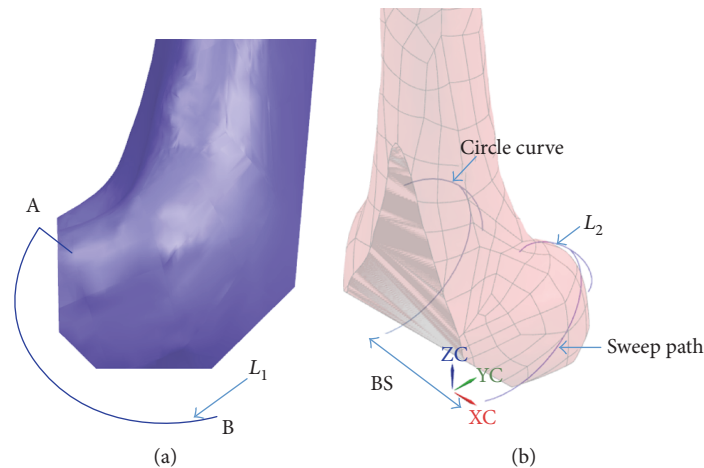 A
L1
B
(a)
Circle curve
L2
Sweep path
ZC
YC
XC
BS
(b)